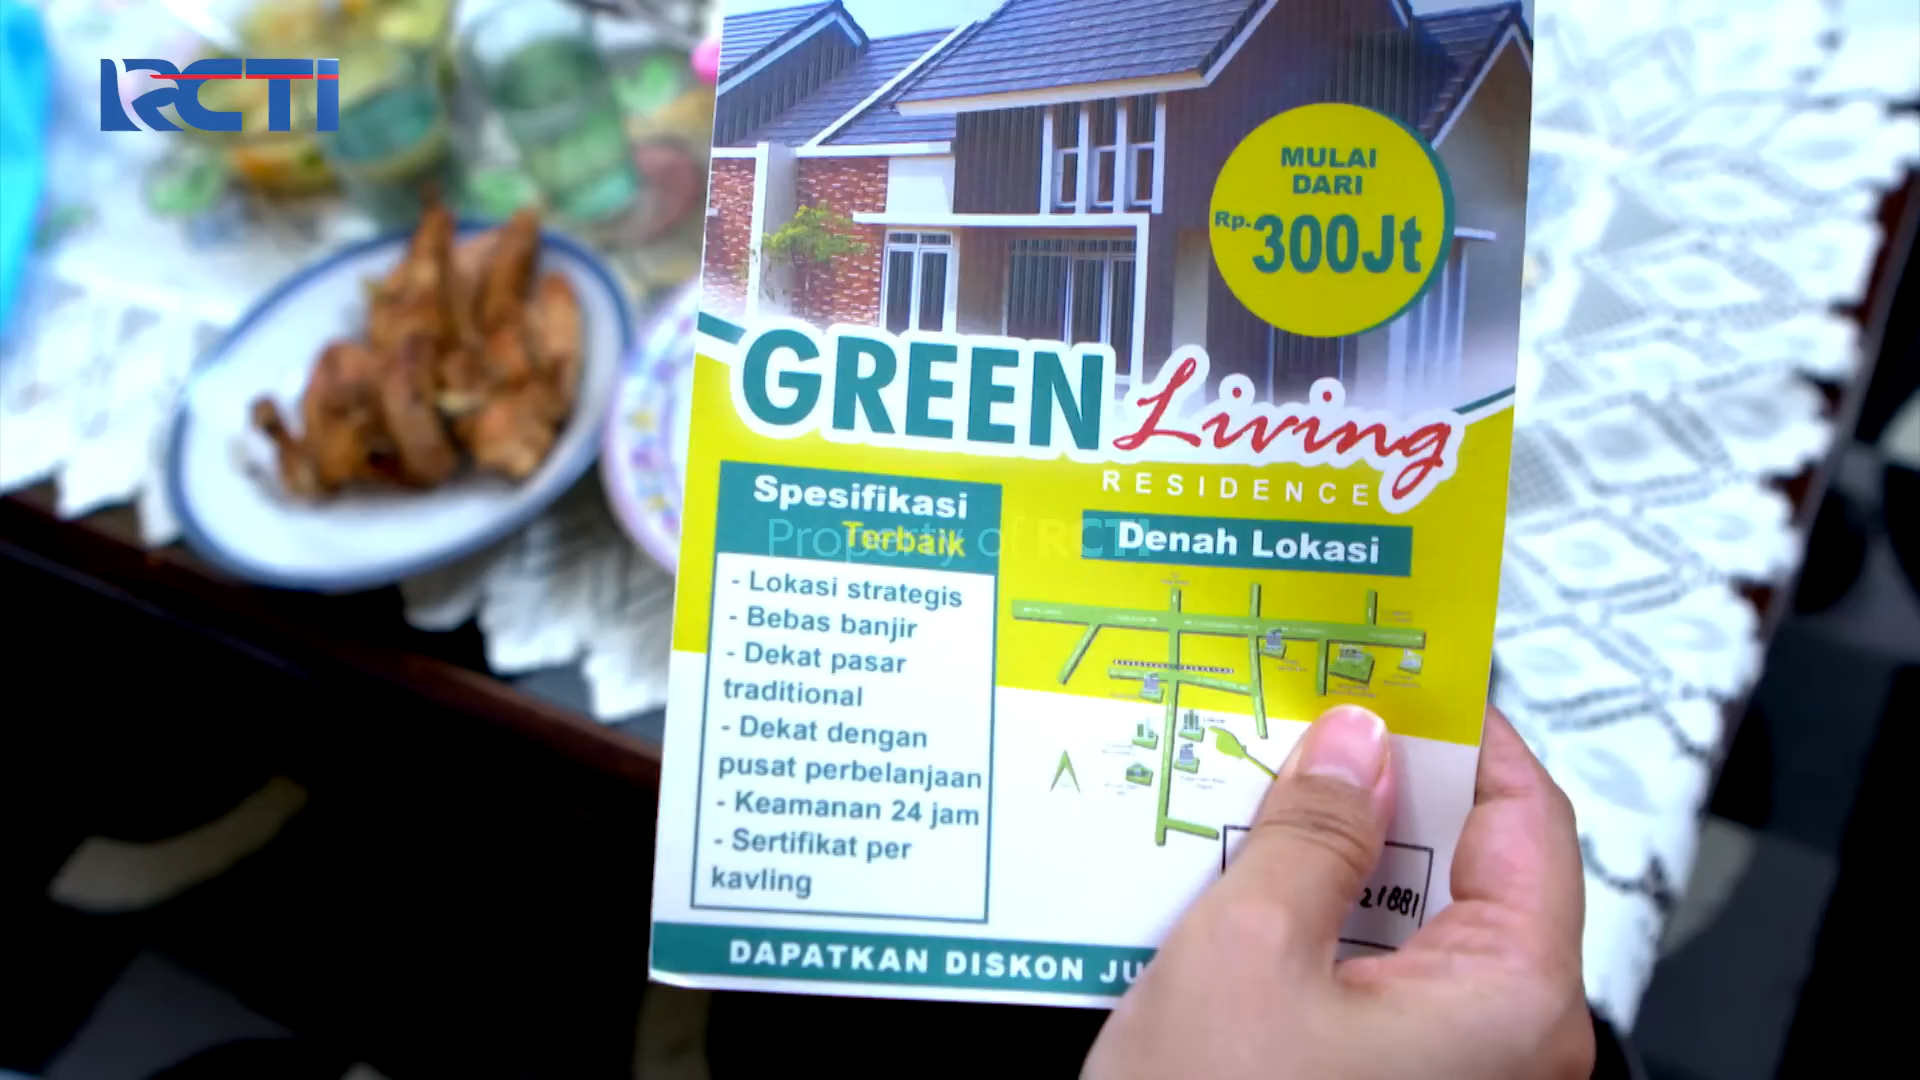 RCTI
MULAI
DARI
Rp.300Jt
GREEN Living
RESIDENCE
Spesifikasi
Terbaik
- Lokasi strategis
- Bebas banjir
- Dekat pasar
traditional
- Dekat dengan
pusat perbelanjaan
- Keamanan 24 jam
- Sertifikat per
kavling
Denah Lokasi
21881
DAPATKAN DISKON JU
Property of RCTI